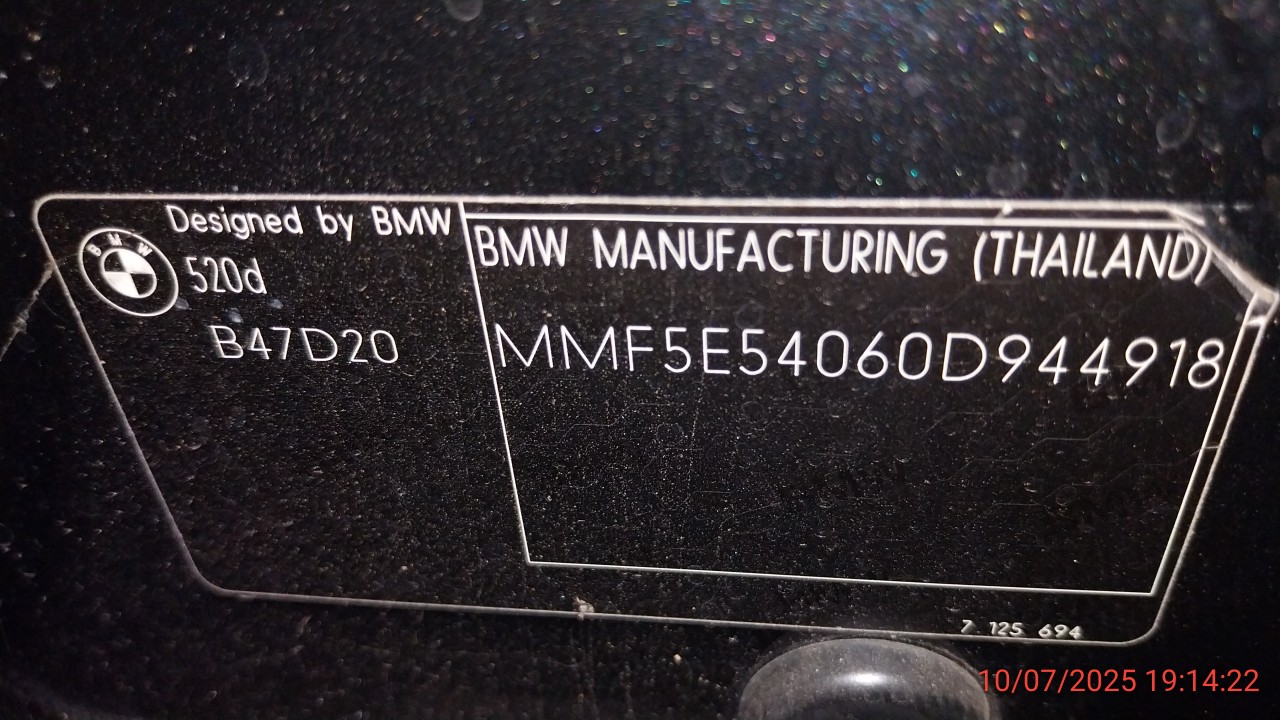 Designed by BMW
BMW
520d
B47D20
BMW MANUFACTURING (THAILAND)
MMF5E54060D944918
7 125 694
10/07/2025 19:14:22